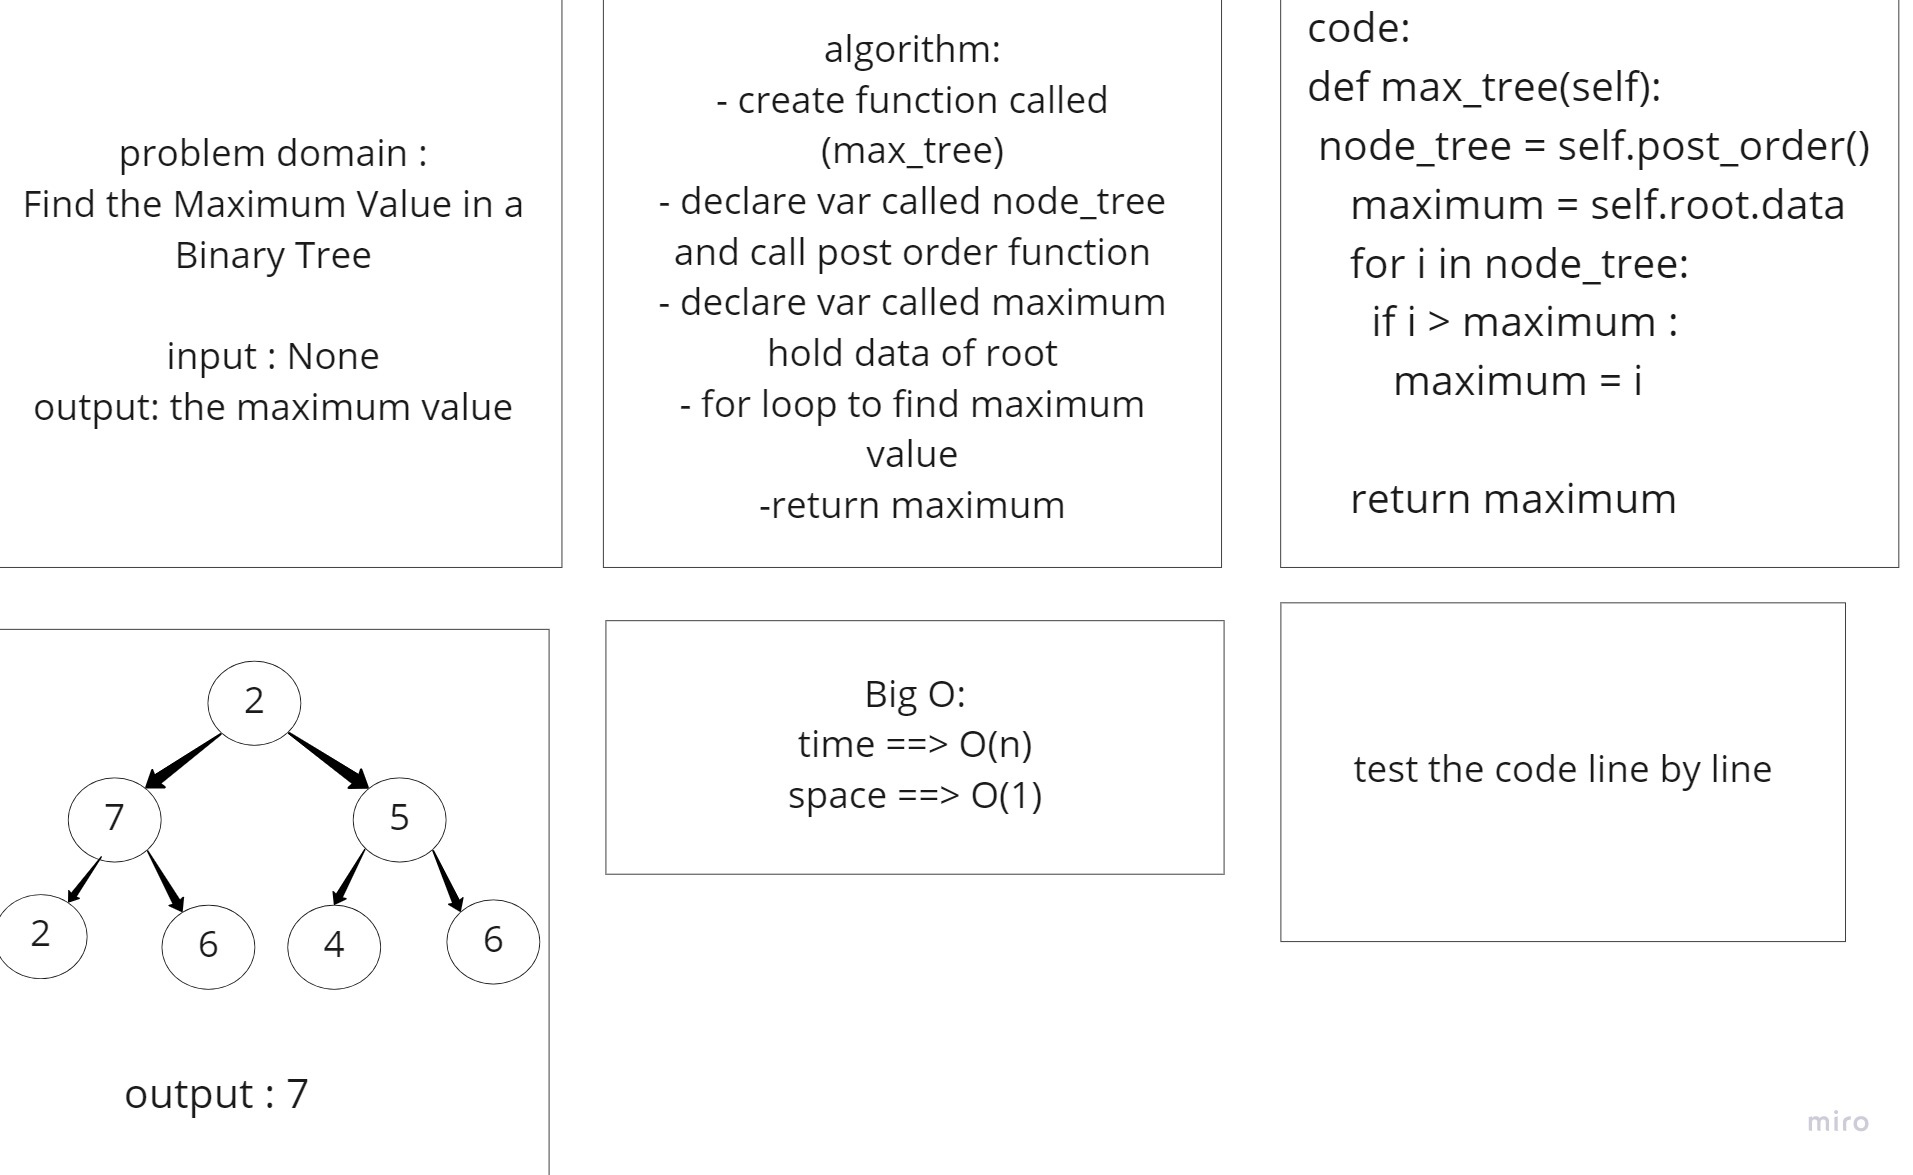 problem domain :
Find the Maximum Value in a
Binary Tree
input : None
output: the maximum value
algorithm:
- create function called
(max_tree)
- declare var called node_tree
and call post order function
- declare var called maximum
hold data of root
- for loop to find maximum
value
-return maximum
code:
def max_tree(self):
node_tree = self.post_order()
maximum = self.root.data
for i in node_tree:
if i > maximum :
maximum = i
return maximum
2
7
5
2
6
4
6
output : 7
Big O:
time ==> O(n)
space ==> O(1)
test the code line by line
miro